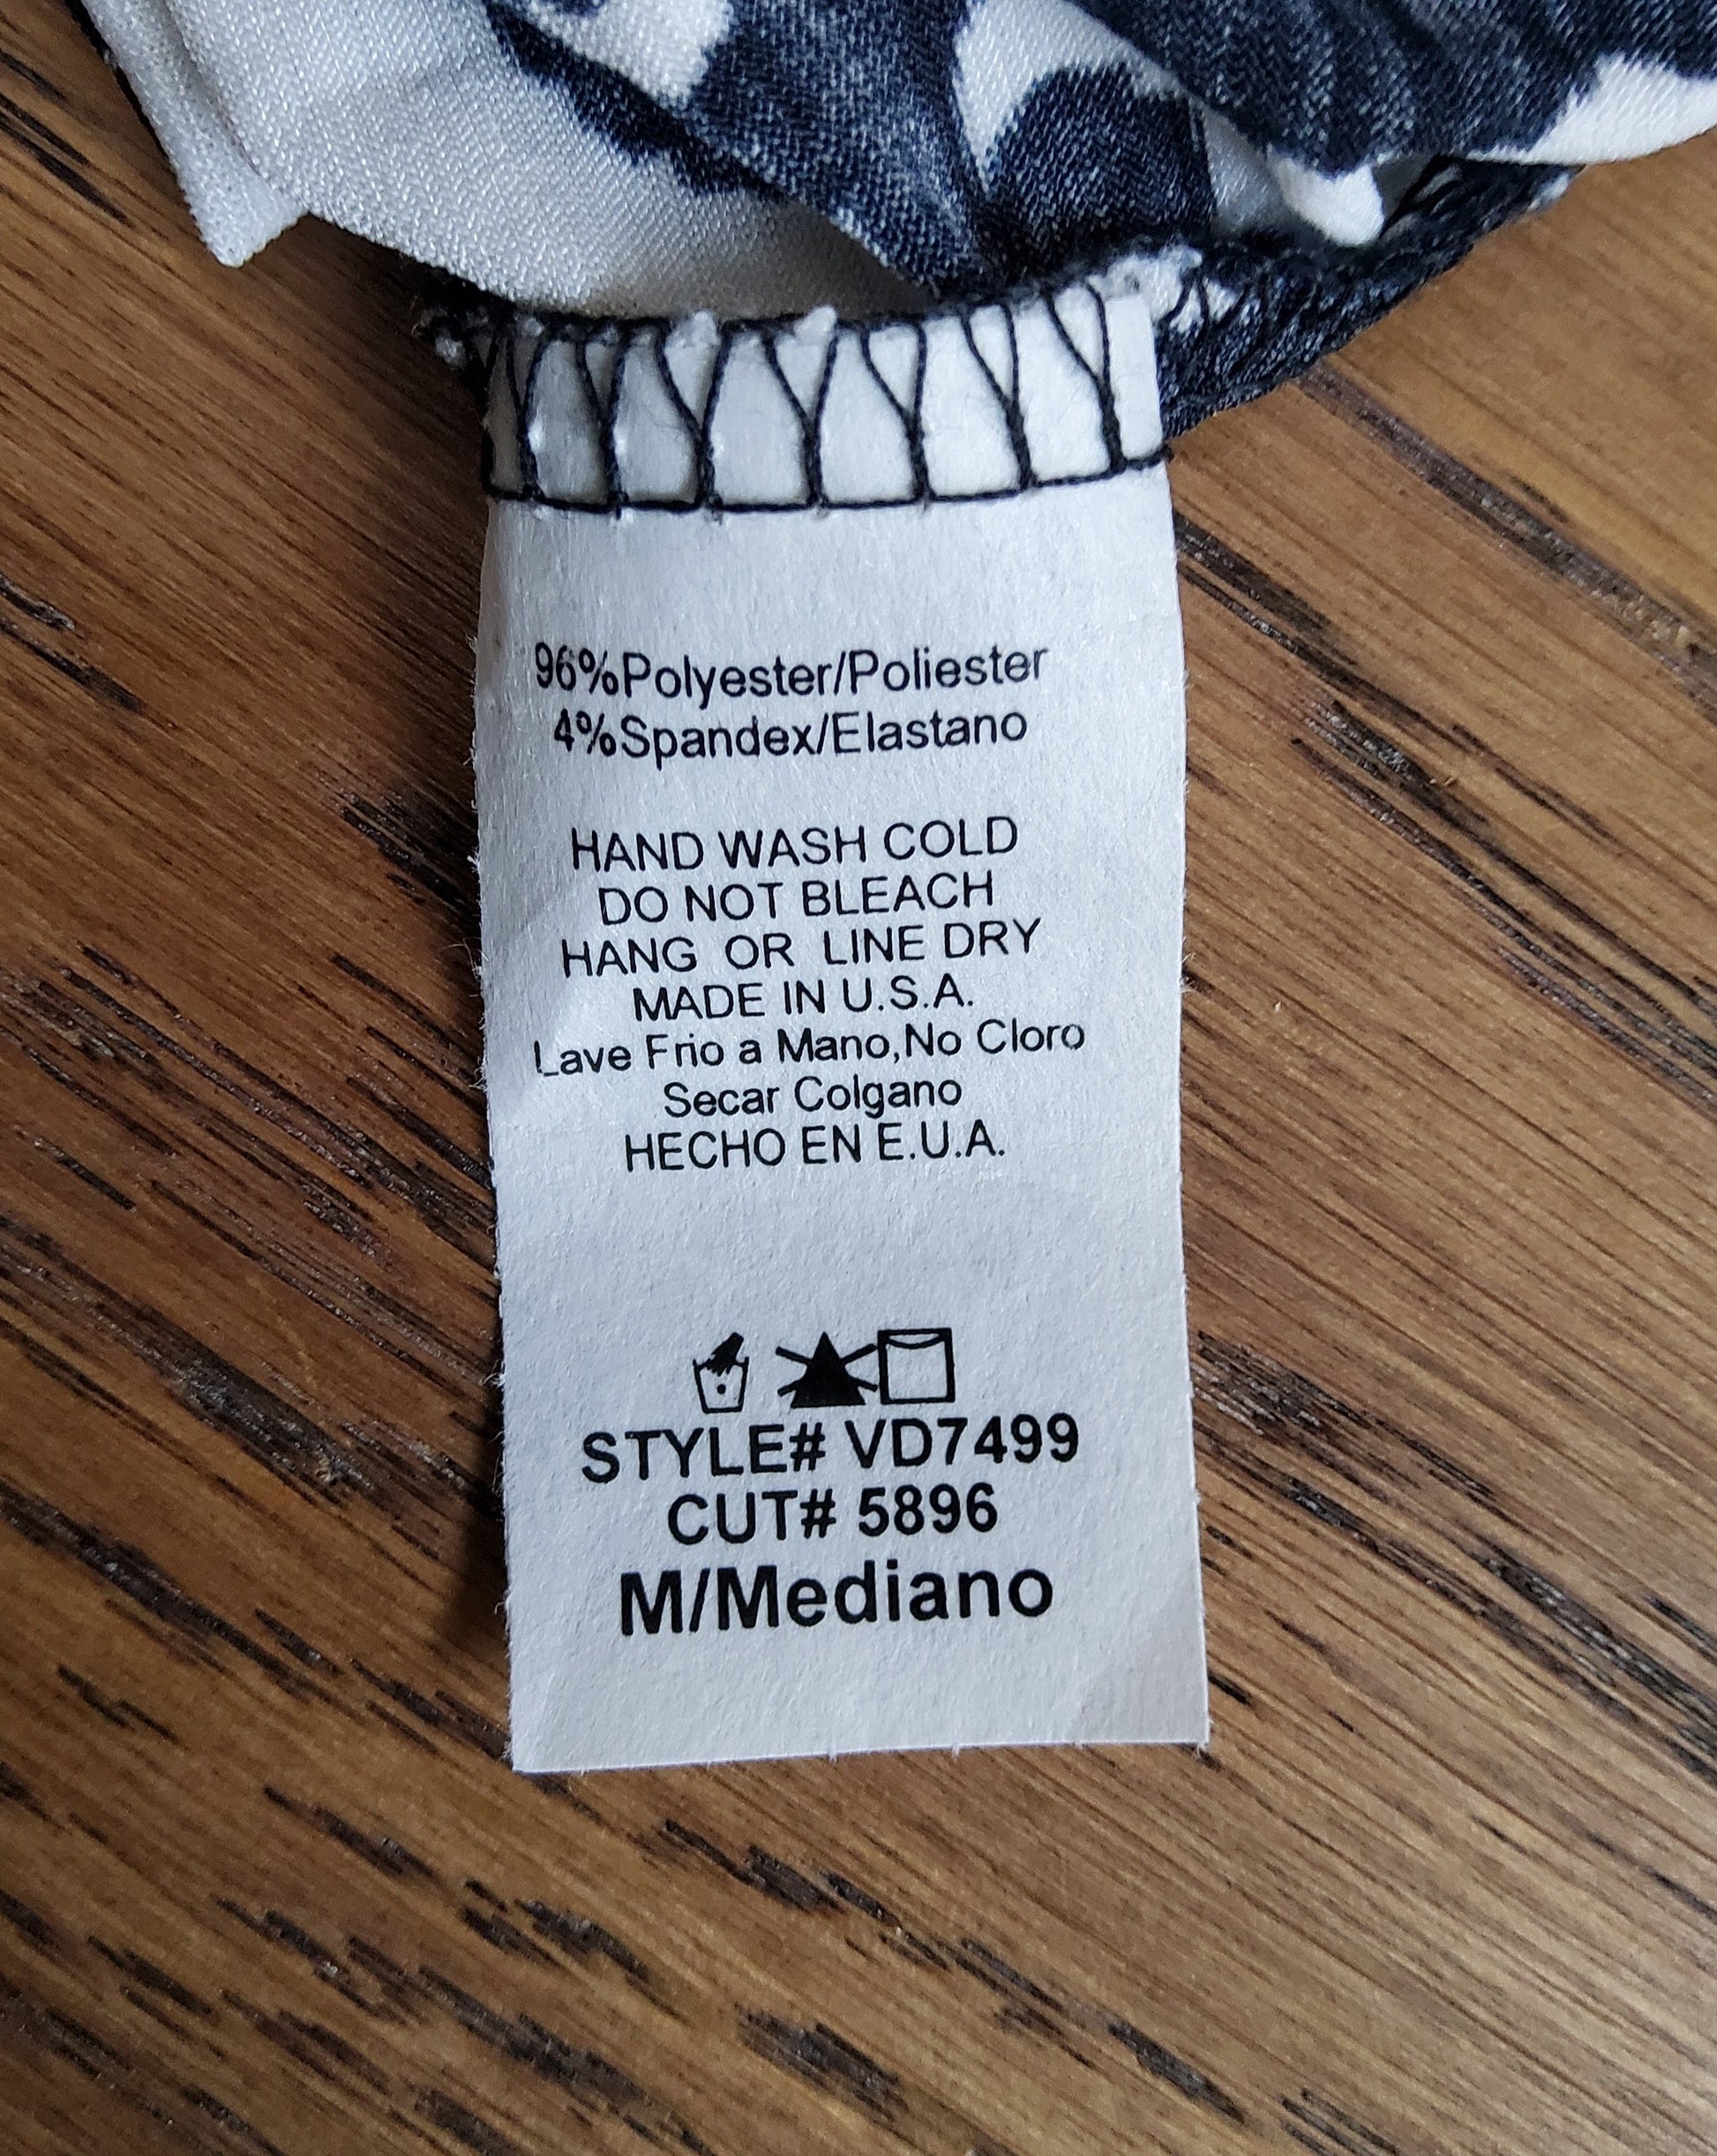 96%Polyester/Poliester
4%Spandex/Elastano
HAND WASH COLD
DO NOT BLEACH
HANG OR LINE DRY
MADE IN U.S.A.
Lave Frio a Mano,No Cloro
Secar Colgano
HECHO EN E.U.A.
STYLE# VD7499
CUT# 5896
M/Mediano